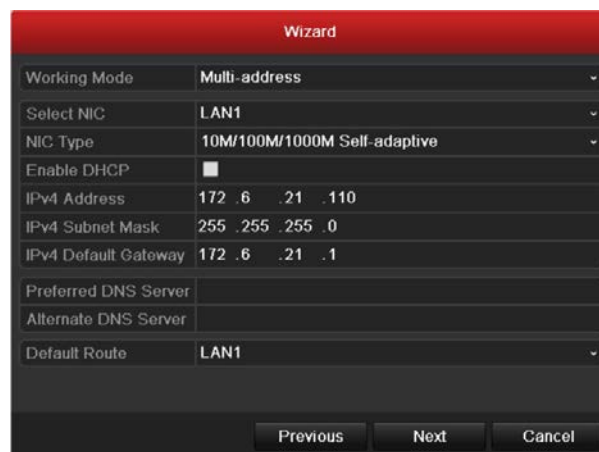 Wizard
Working Mode Multi-address
Select NIC LAN1
NIC Type 10M/100M/1000M Self-adaptive
Enable DHCP
IPv4 Address 172 .6 .21 .110
IPv4 Subnet Mask 255 .255 .255 .0
IPv4 Default Gateway 172 .6 .21 .1
Preferred DNS Server
Alternate DNS Server
Default Route LAN1
Previous Next Cancel